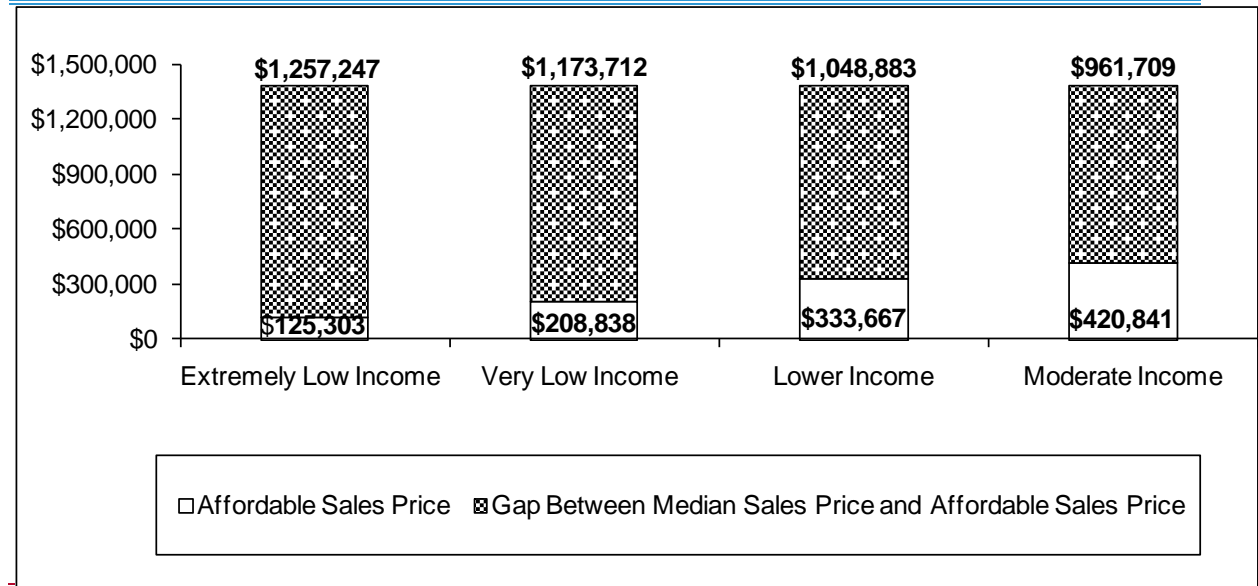 $1,500,000
$1,200,000
$900,000
$600,000
$300,000
$0
$1,257,247 $1,173,712 $1,048,883 $961,709
$125,303 $208,838 $333,667 $420,841
Extremely Low Income Very Low Income Lower Income Moderate Income
Affordable Sales Price Gap Between Median Sales Price and Affordable Sales Price